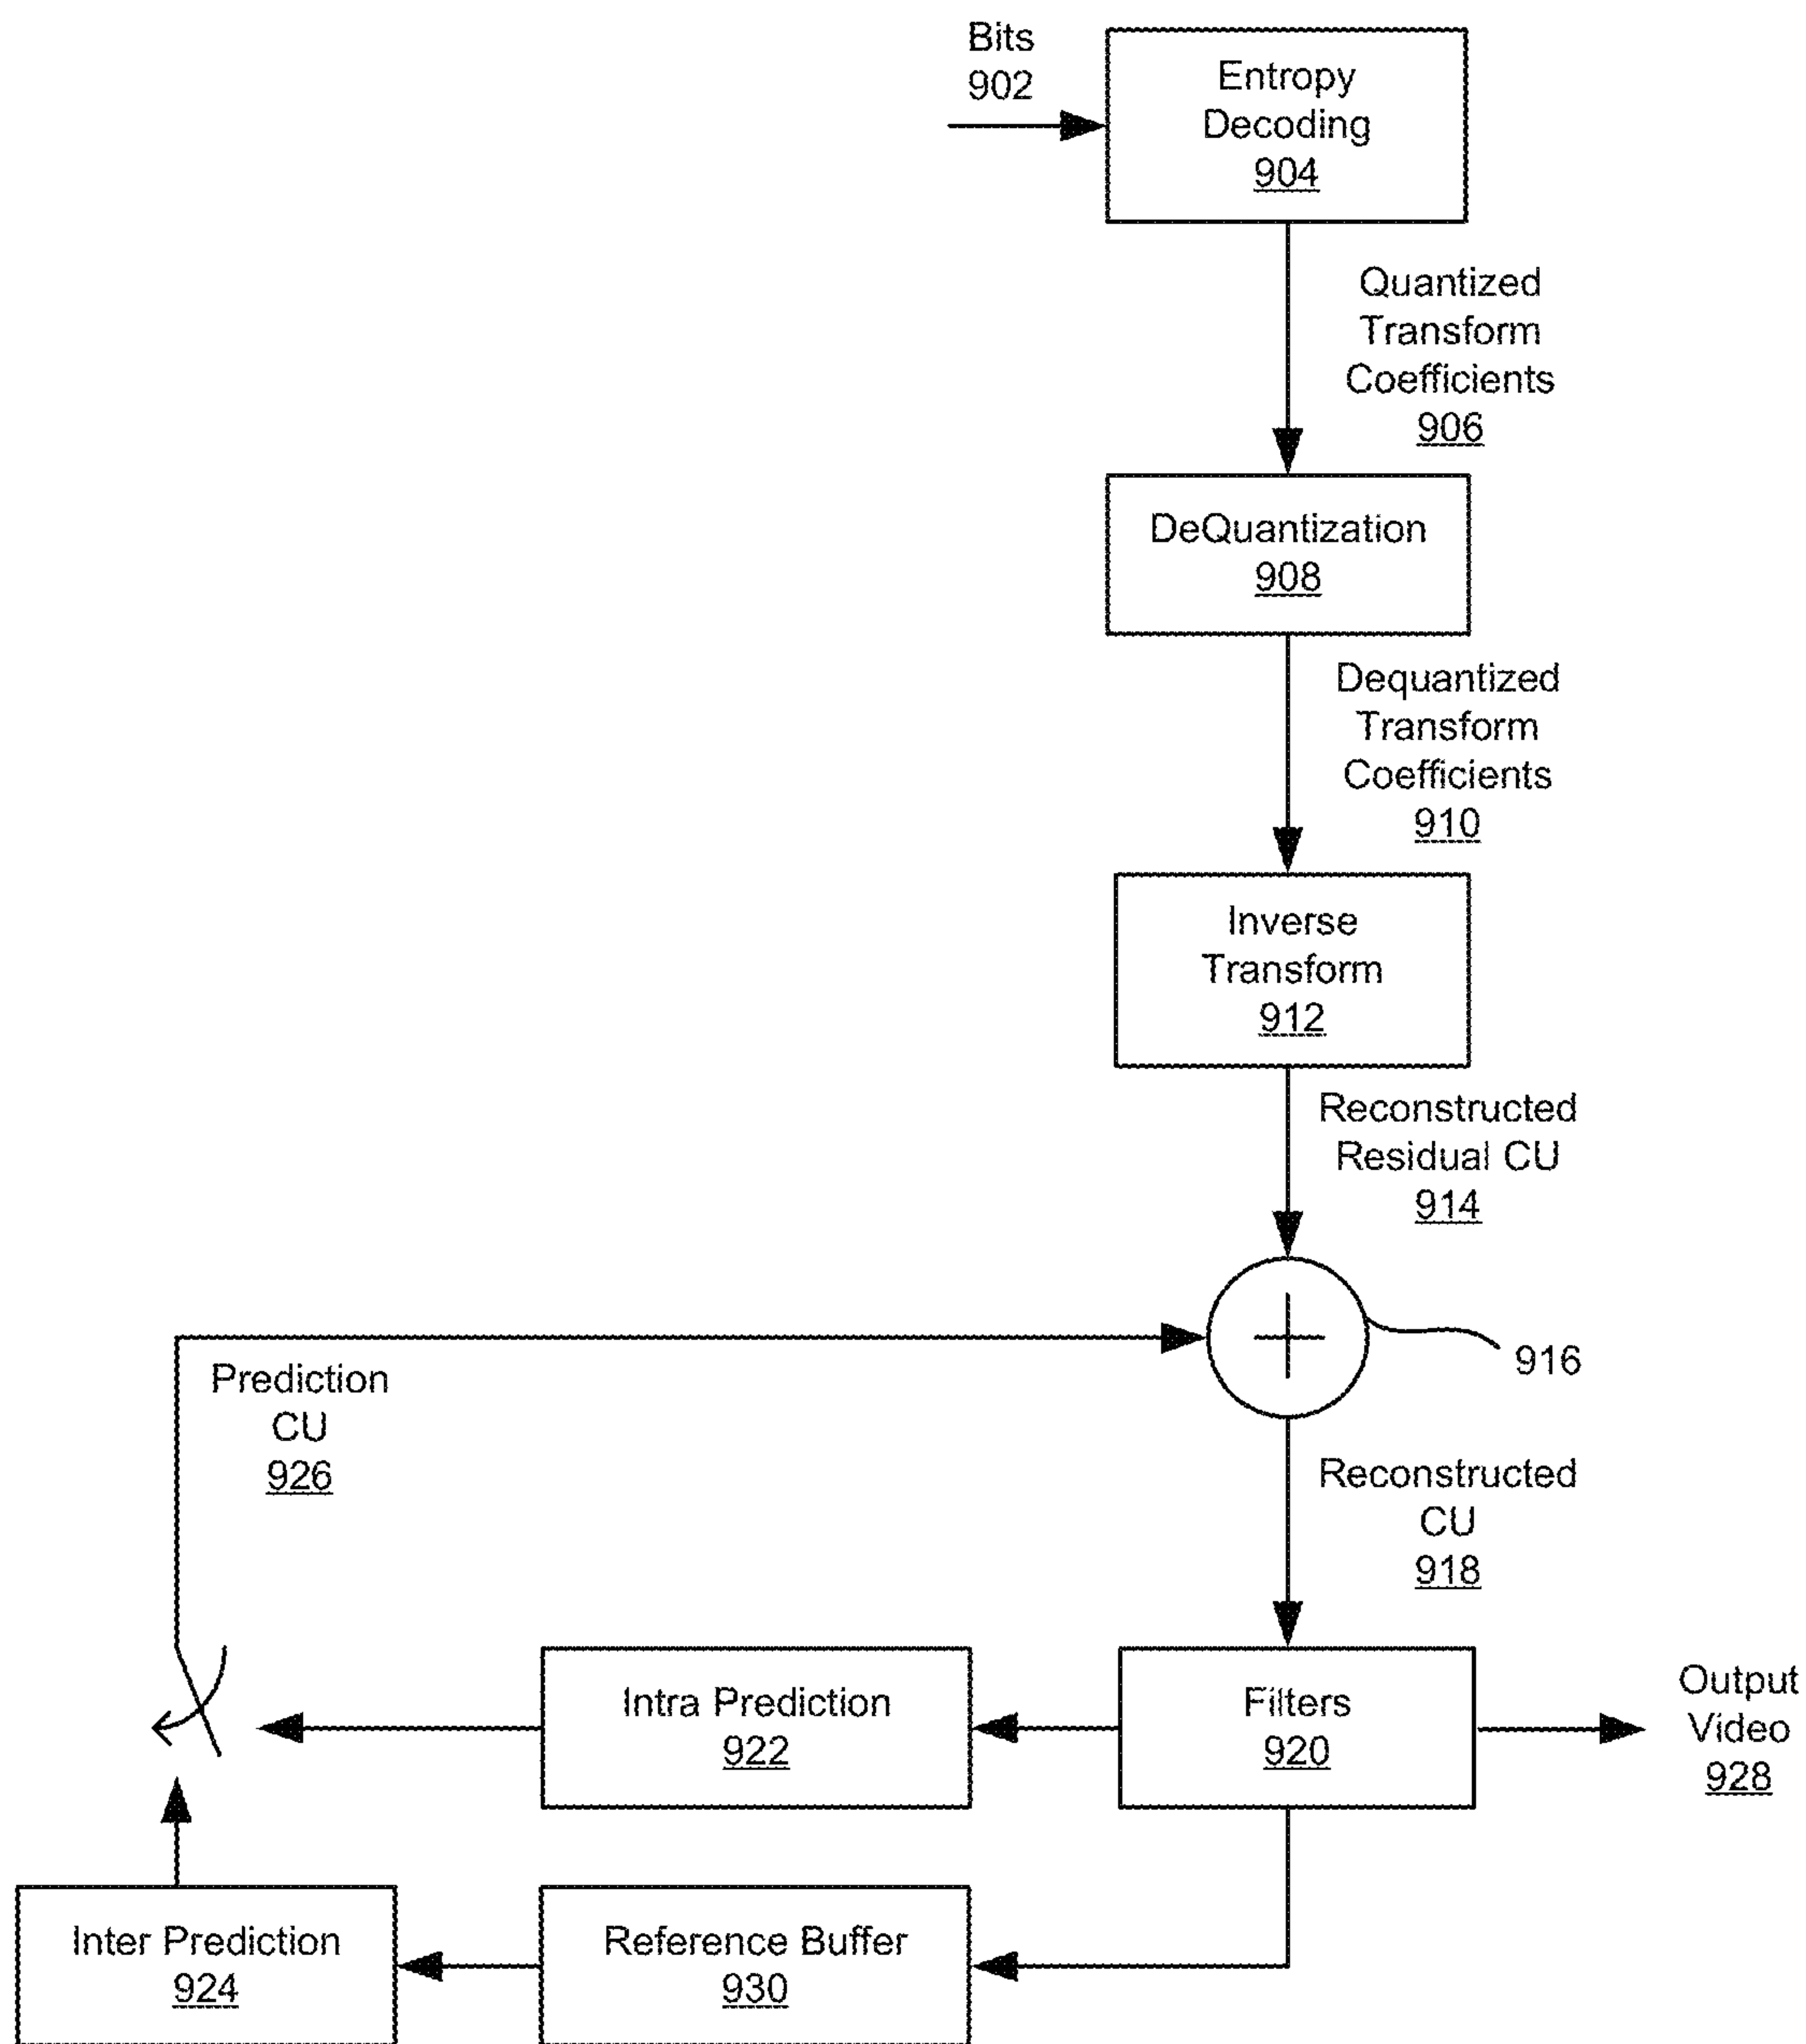 Bits
902
Entropy
Decoding
904
Quantized
Transform
Coefficients
906
DeQuantization
908
Dequantized
Transform
Coefficients
910
Inverse
Transform
912
Reconstructed
Residual CU
914
916
Prediction
CU
926
Reconstructed
CU
918
Intra Prediction
922
Filters
920
Output
Video
928
Inter Prediction
924
Reference Buffer
930